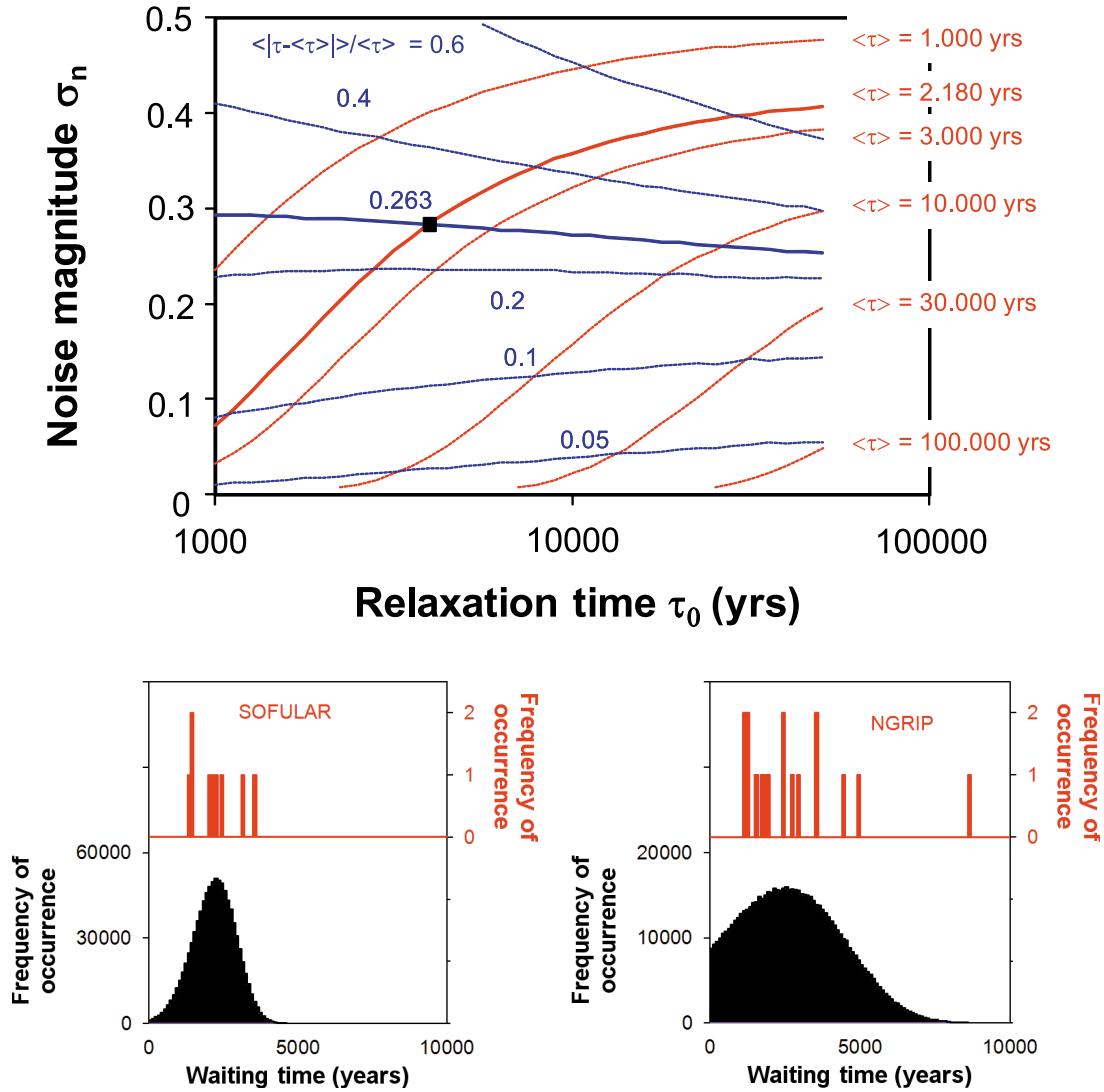 0.5
0.4
0.3
0.2
0.1
0
Noise magnitude σn
<|τ-<τ>|>/<τ> = 0.6
0.4
0.263
0.2
0.1
0.05
<τ> = 1.000 yrs
<τ> = 2.180 yrs
<τ> = 3.000 yrs
<τ> = 10.000 yrs
<τ> = 30.000 yrs
<τ> = 100.000 yrs
1000 10000 100000
Relaxation time τ0 (yrs)
SOFULAR
2
1
0
Frequency of
occurrence
60000
30000
0
Frequency of
occurrence
0 5000 10000
Waiting time (years)
NGRIP
2
1
0
Frequency of
occurrence
20000
10000
0
Frequency of
occurrence
0 5000 10000
Waiting time (years)